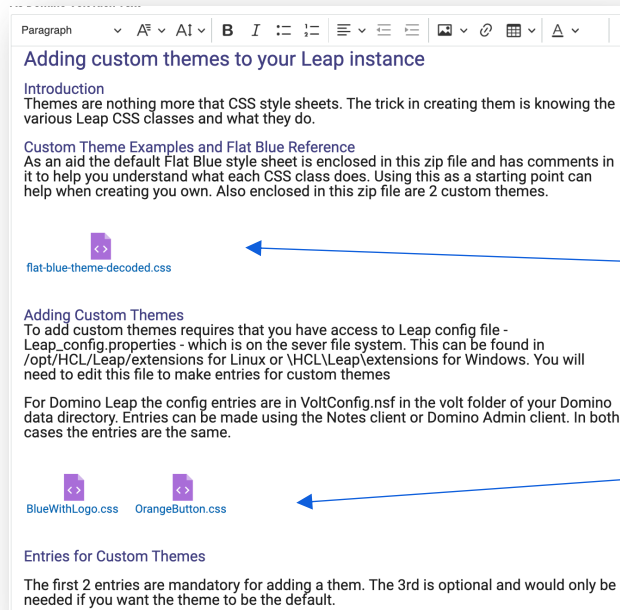 Paragraph
B I A
Adding custom themes to your Leap instance
Introduction
Themes are nothing more that CSS style sheets. The trick in creating them is knowing the
various Leap CSS classes and what they do.
Custom Theme Examples and Flat Blue Reference
As an aid the default Flat Blue style sheet is enclosed in this zip file and has comments in
it to help you understand what each CSS class does. Using this as a starting point can
help when creating you own. Also enclosed in this zip file are 2 custom themes.
flat-blue-theme-decoded.css
Adding Custom Themes
To add custom themes requires that you have access to Leap config file -
Leap_config.properties - which is on the sever file system. This can be found in
/opt/HCL/Leap/extensions for Linux or \HCL\Leap\extensions for Windows. You will
need to edit this file to make entries for custom themes
For Domino Leap the config entries are in VoltConfig.nsf in the volt folder of your Domino
data directory. Entries can be made using the Notes client or Domino Admin client. In both
cases the entries are the same.
BlueWithLogo.css OrangeButton.css
Entries for Custom Themes
The first 2 entries are mandatory for adding a them. The 3rd is optional and would only be
needed if you want the theme to be the default.